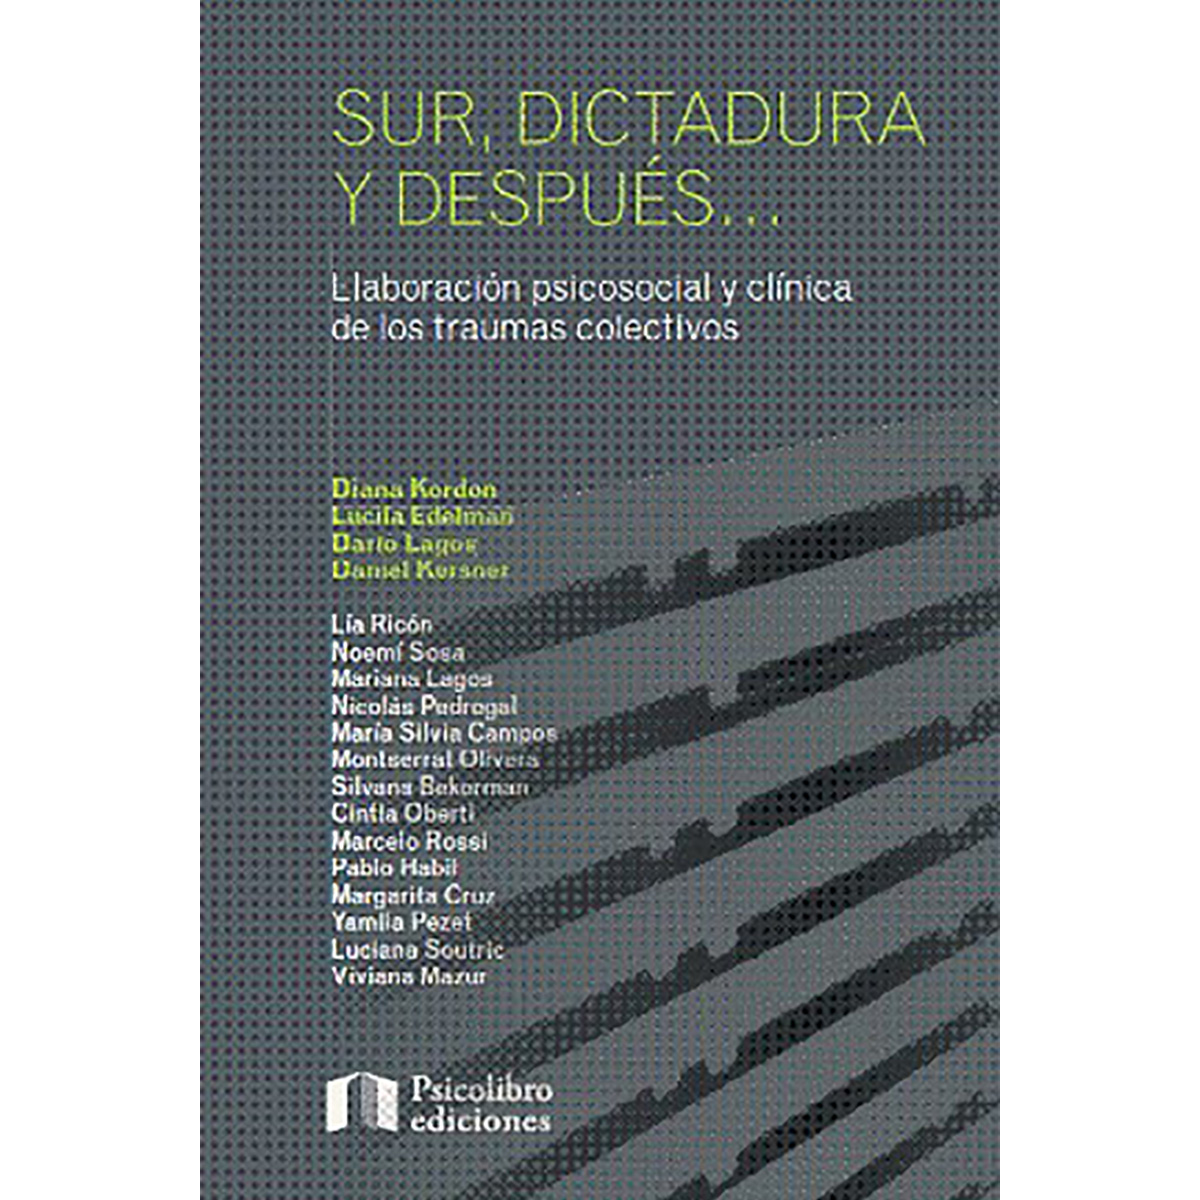 SUR, DICTADURA
Y DESPUÉS...
Elaboración psicosocial y clínica
de los traumas colectivos
Diana Kordon
Lucila Edelman
Darío Lagos
Daniel Kersner
Lía Ricón
Noemí Sosa
Mariana Lagos
Nicolás Pedregal
María Silvia Campos
Montserrat Olivera
Silvana Bekerman
Cintia Oberti
Marcelo Rossi
Pablo Habif
Margarita Cruz
Yamila Pezet
Luciana Soutric
Viviana Mazur
Psicolibro
ediciones